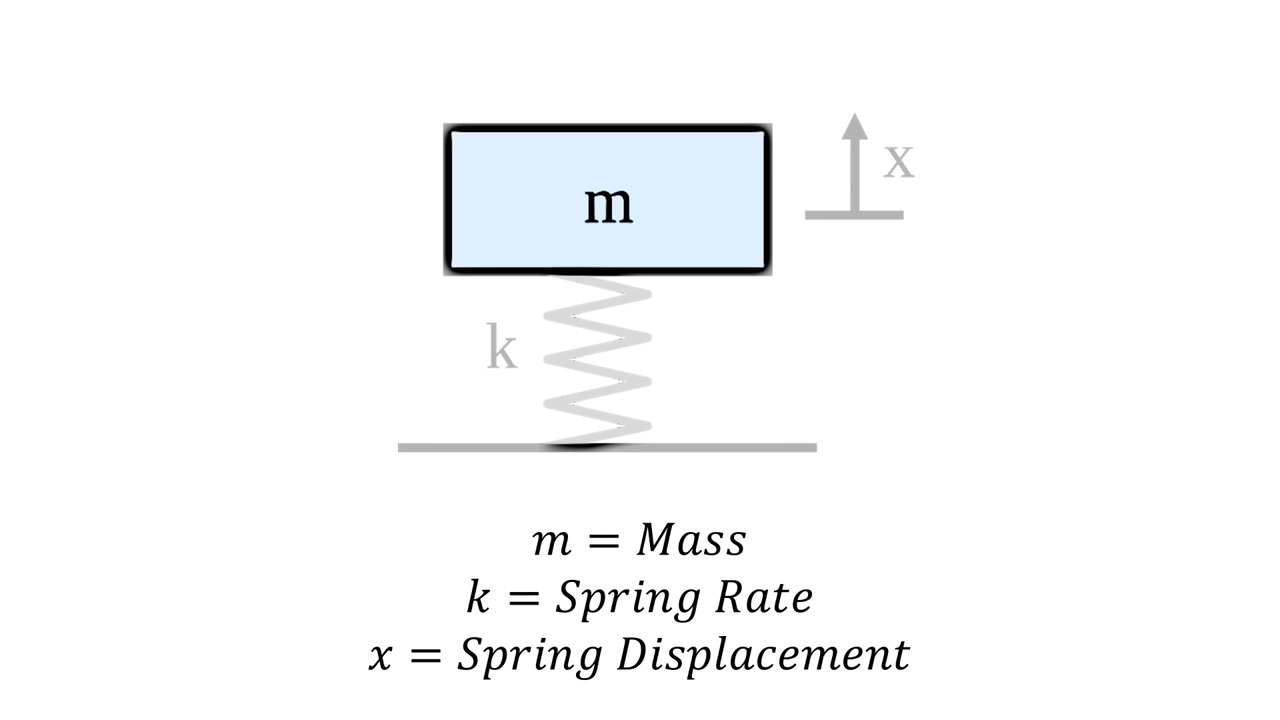 m
x
k
m = Mass
k = Spring Rate
x = Spring Displacement